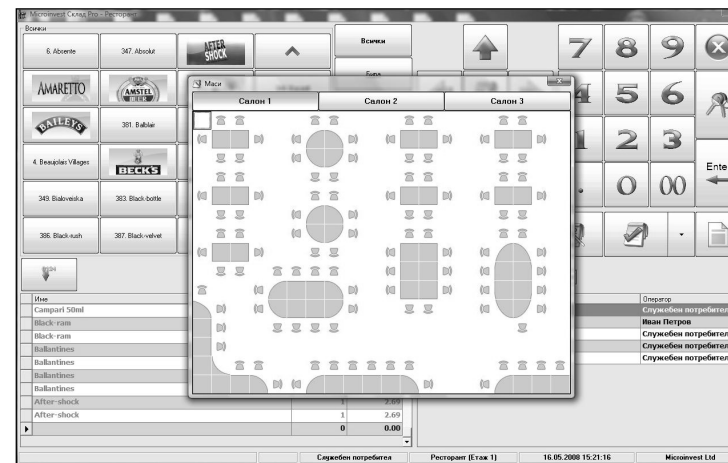 Microinvest Склад Pro - Ресторант
Всички
6. Absente
347. Absolut
AFTER SHOCK
Всички
Бира
AMARETTO
AMSTEL
BEER
BAILEYS
381. Balblair
4. Beaujolais Villages
BECK'S
349. Bialoveiska
383. Black-bottle
386. Black-rush
387. Black-velvet
7 8 9
4 5 6
1 2 3
. 0 00
Enter
Маси
Салон 1
Салон 2
Салон 3
Име
Campari 50ml
Black-ram
Black-ram
Ballantines
Ballantines
Ballantines
Ballantines
After-shock 1 2.69
After-shock 1 2.69
0 0.00
Оператор
Служебен потребител
Иван Петров
Служебен потребител
Служебен потребител
Служебен потребител
Ресторант (Етаж 1)
16.05.2008 15:21:16
Microinvest Ltd